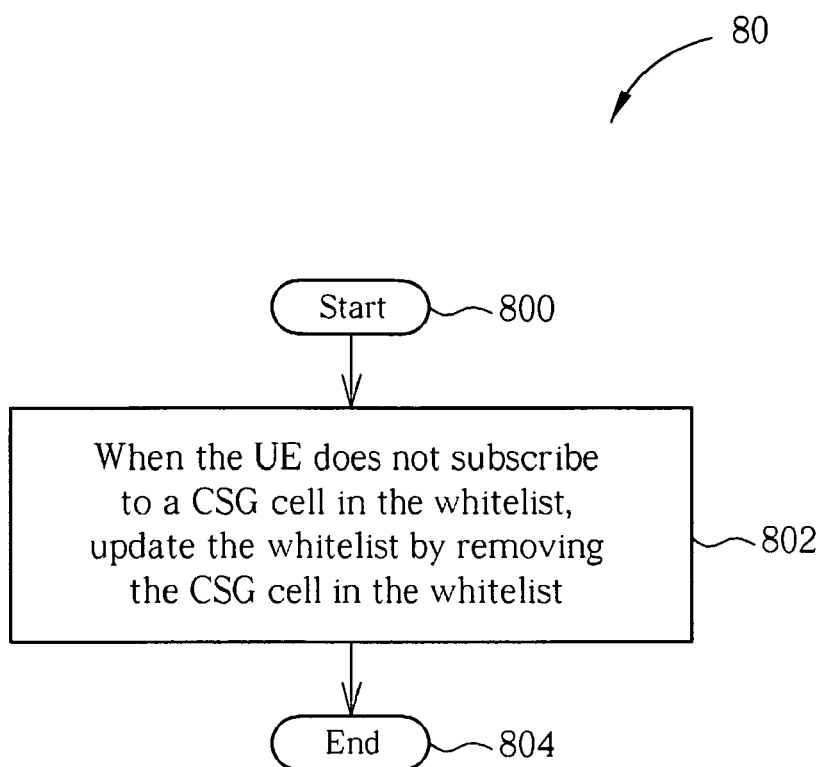 80
Start
800
When the UE does not subscribe
to a CSG cell in the whitelist,
update the whitelist by removing
the CSG cell in the whitelist
802
End
804